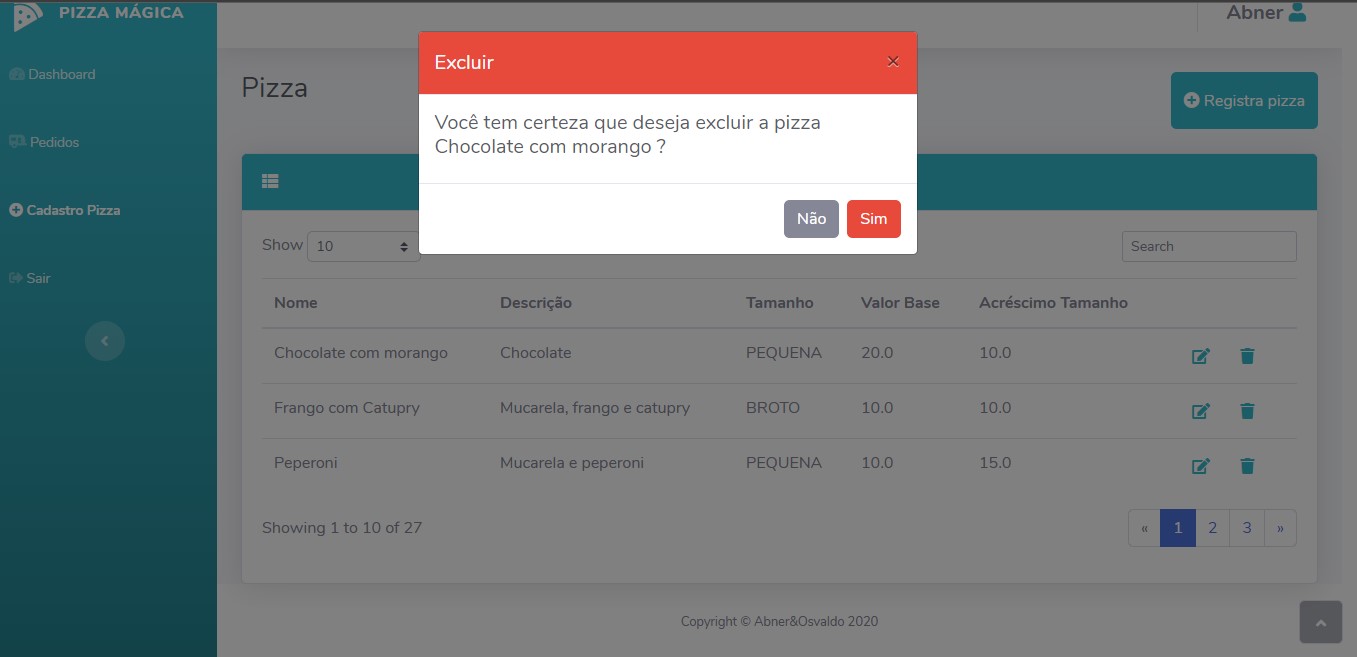 PIZZA MÁGICA
Abner
Dashboard
Pedidos
Cadastro Pizza
Sair
Pizza
Registra pizza
Excluir
×
Você tem certeza que deseja excluir a pizza
Chocolate com morango ?
Não Sim
Show 10
Search
Nome Descrição Tamanho Valor Base Acréscimo Tamanho
Chocolate com morango Chocolate PEQUENA 20.0 10.0
Frango com Catupry Mucarela, frango e catupry BROTO 10.0 10.0
Peperoni Mucarela e peperoni PEQUENA 10.0 15.0
Showing 1 to 10 of 27
« 1 2 3 »
Copyright © Abner&Osvaldo 2020